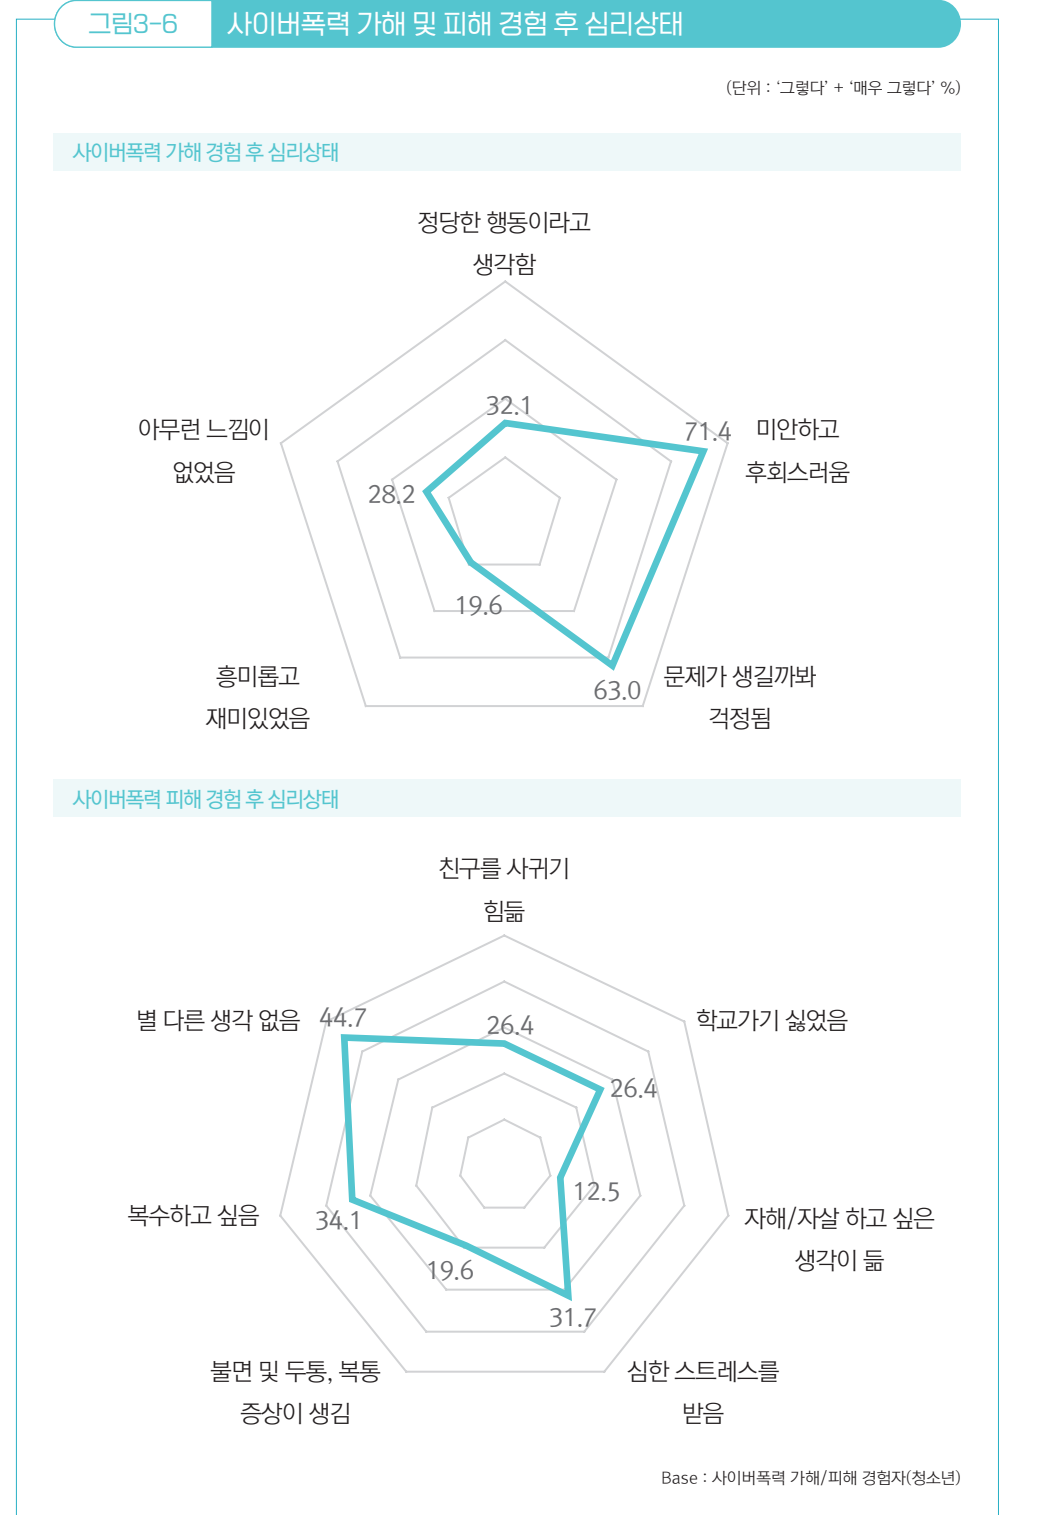 그림3-6 사이버폭력 가해 및 피해 경험 후 심리상태
(단위 : ‘그렇다’ + ‘매우 그렇다’ %)
사이버폭력 가해 경험 후 심리상태
정당한 행동이라고
생각함
32.1
71.4
미안하고
후회스러움
아무런 느낌이
없었음
28.2
19.6
63.0
문제가 생길까봐
걱정됨
흥미롭고
재미있었음
사이버폭력 피해 경험 후 심리상태
친구를 사귀기
힘듦
별 다른 생각 없음
44.7
26.4
학교가기 싫었음
26.4
12.5
복수하고 싶음
34.1
자해/자살 하고 싶은
생각이 듦
19.6
31.7
불면 및 두통, 복통
증상이 생김
심한 스트레스를
받음
Base : 사이버폭력 가해/피해 경험자(청소년)